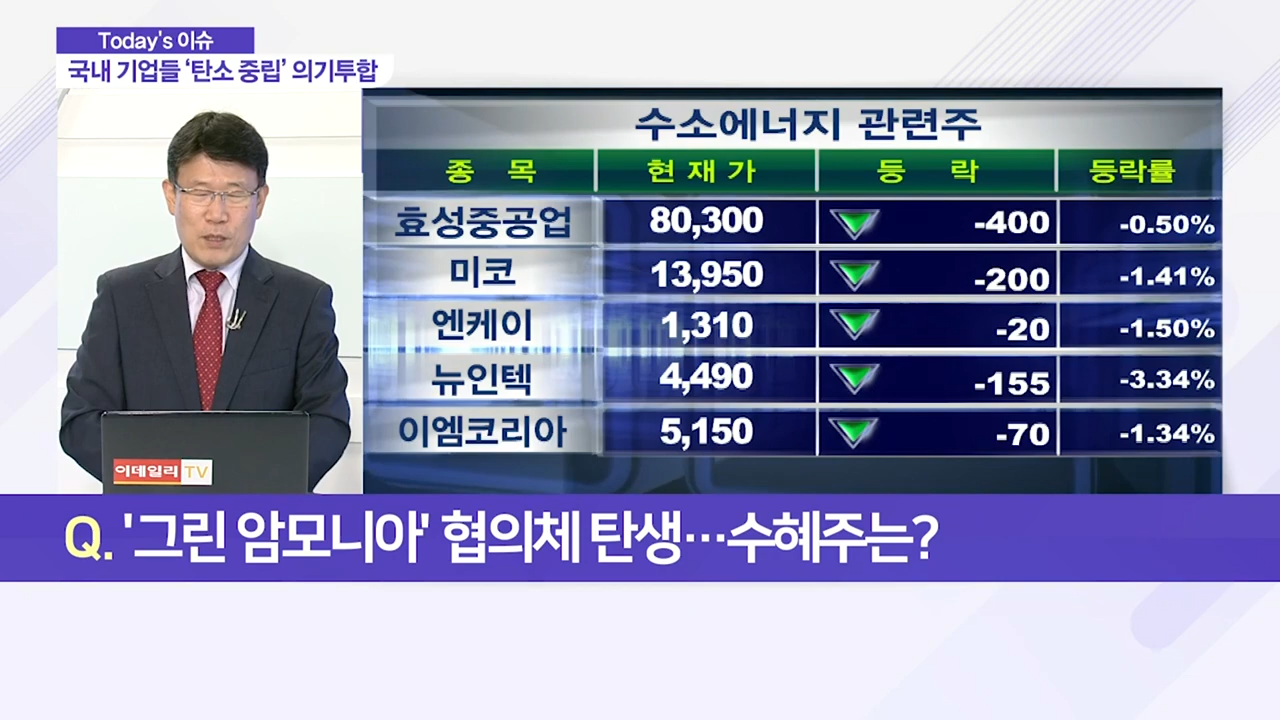 Today's 이슈
국내 기업들 ‘탄소 중립’ 의기투합
수소에너지 관련주
종 목 현 재 가 등 락 등락률
효성중공업 80,300 -400 -0.50%
미코 13,950 -200 -1.41%
엔케이 1,310 -20 -1.50%
뉴인텍 4,490 -155 -3.34%
이엠코리아 5,150 -70 -1.34%
이데일리 TV
Q. '그린 암모니아' 협의체 탄생…수혜주는?